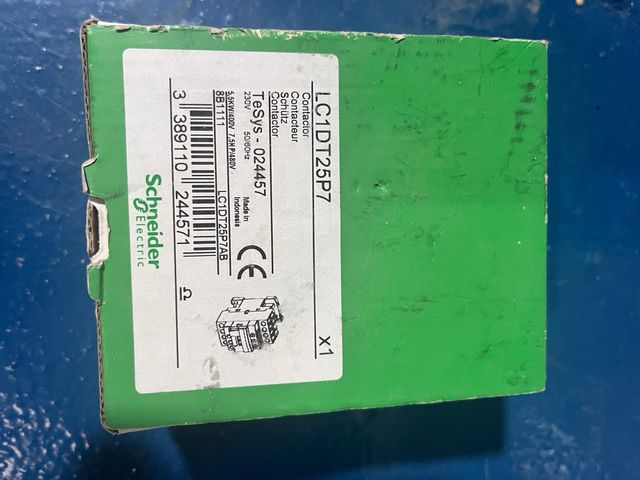 LC1DT25P7 x1
Contactor
Contacteur
Schütz
Contactor
TeSys - 024457
230V 50/60Hz Made in
Indonesia
5,5KW/400V 7,5HP/480V
8B1111 LC1DT25P7AB
CE
3 389110 244571
Schneider
Electric